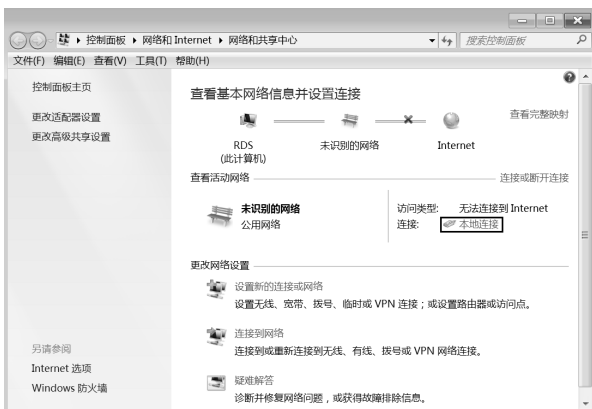 控制面板 ▸ 网络和 Internet ▸ 网络和共享中心
搜索控制面板
文件(F) 编辑(E) 查看(V) 工具(T) 帮助(H)
控制面板主页
更改适配器设置
更改高级共享设置
查看基本网络信息并设置连接
查看完整映射
RDS 未识别的网络 Internet
(此计算机)
查看活动网络 连接或断开连接
未识别的网络 访问类型: 无法连接到 Internet
公用网络 连接: 本地连接
更改网络设置
设置新的连接或网络
设置无线、宽带、拨号、临时或 VPN 连接；或设置路由器或访问点。
连接到网络
连接到或重新连接到无线、有线、拨号或 VPN 网络连接。
疑难解答
诊断并修复网络问题，或获得故障排除信息。
另请参阅
Internet 选项
Windows 防火墙